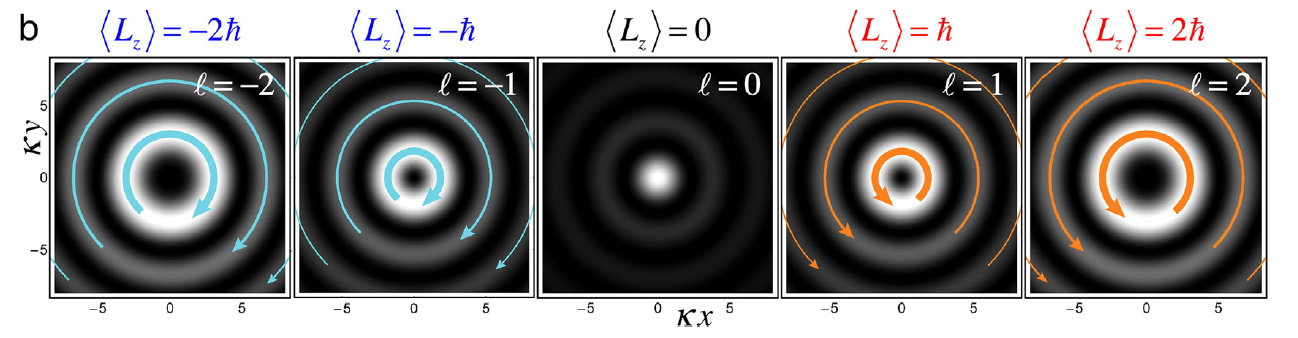 b ⟨L_z⟩ = −2ħ ⟨L_z⟩ = −ħ ⟨L_z⟩ = 0 ⟨L_z⟩ = ħ ⟨L_z⟩ = 2ħ
ℓ = −2 ℓ = −1 ℓ = 0 ℓ = 1 ℓ = 2
5
κy
0
−5
−5 0 5 −5 0 5 −5 0 5 −5 0 5 −5 0 5
κx